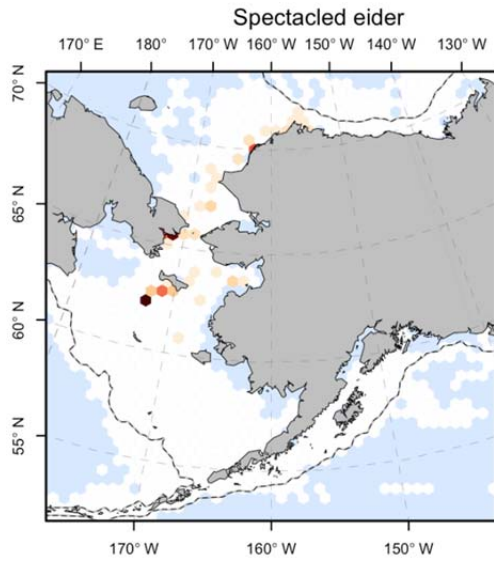 Spectacled eider
170° E 180° 170° W 160° W 150° W 140° W 130° W
70° N
65° N
60° N
55° N
170° W 160° W 150° W